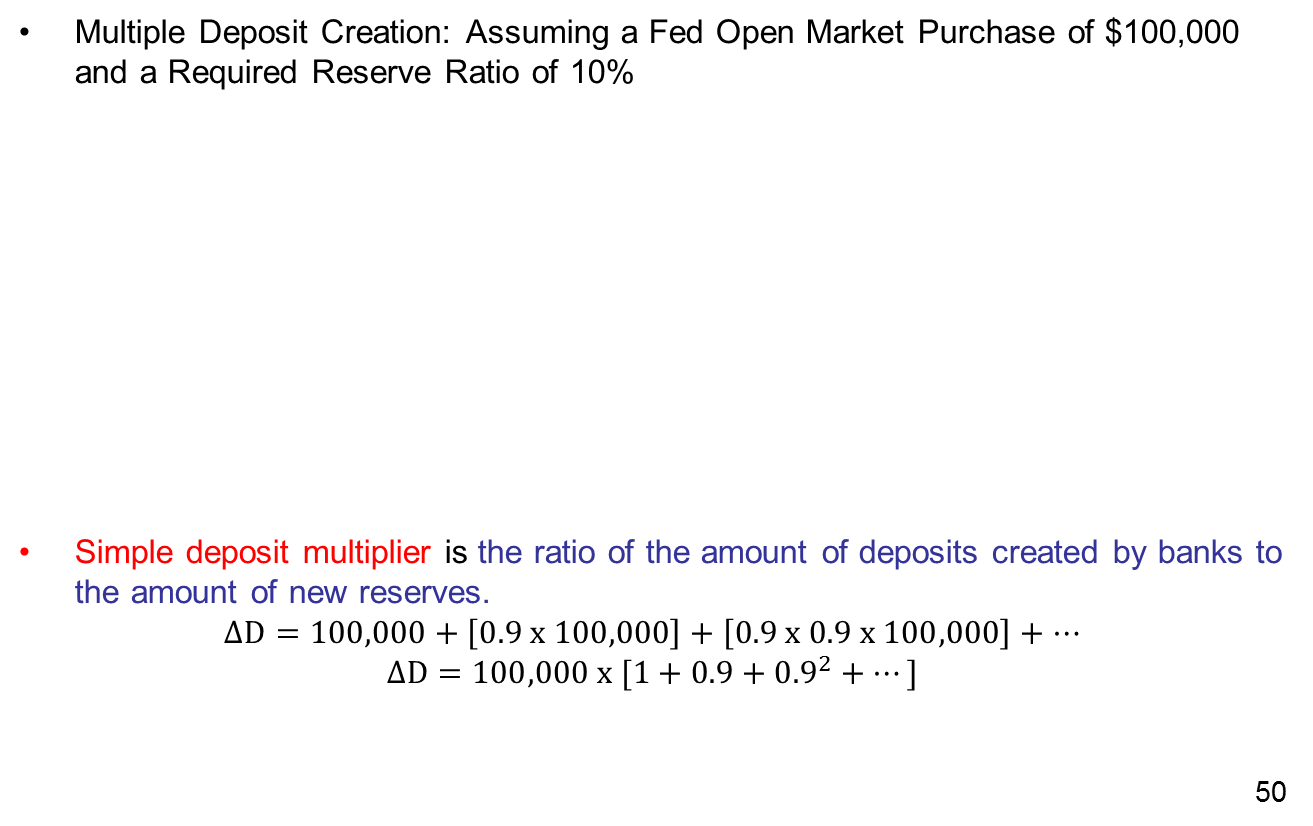 • Multiple Deposit Creation: Assuming a Fed Open Market Purchase of $100,000
and a Required Reserve Ratio of 10%
• Simple deposit multiplier is the ratio of the amount of deposits created by banks to
the amount of new reserves.
ΔD = 100,000 + [0.9 x 100,000] + [0.9 x 0.9 x 100,000] + ⋯
ΔD = 100,000 x [1 + 0.9 + 0.9² + ⋯ ]
50